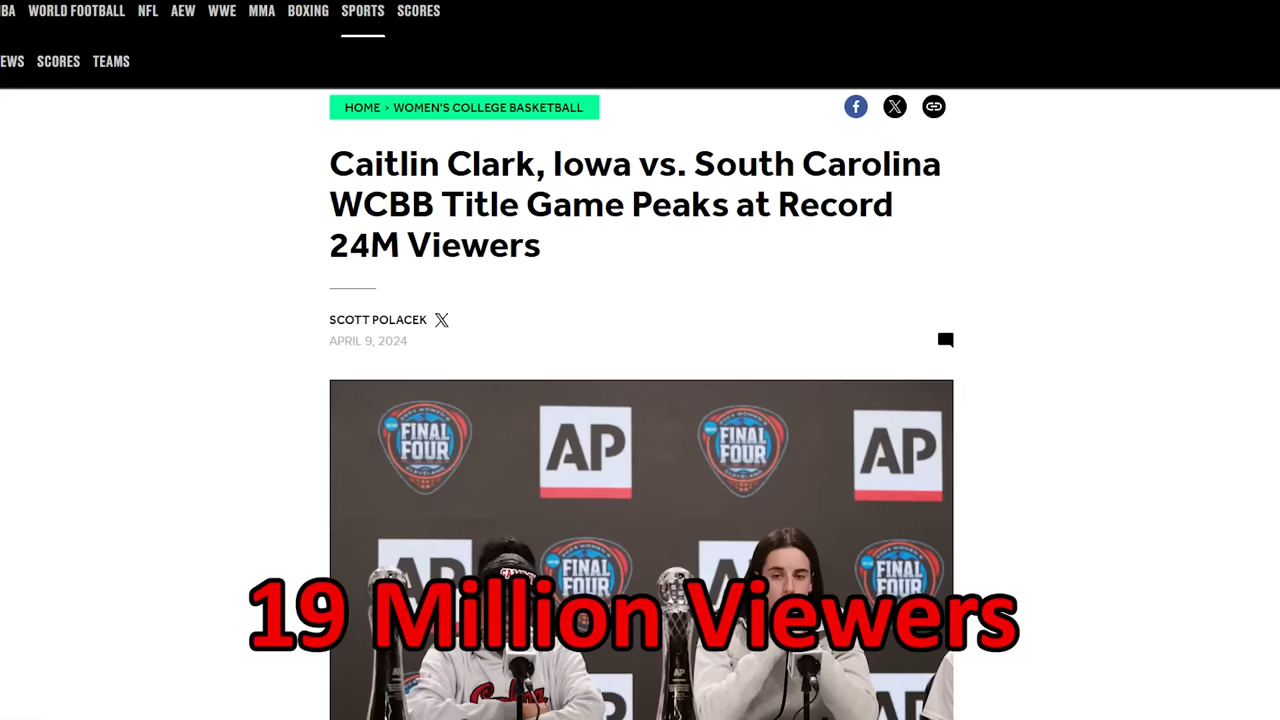 BA WORLD FOOTBALL NFL AEW WWE MMA BOXING SPORTS SCORES
EWS SCORES TEAMS
HOME > WOMEN'S COLLEGE BASKETBALL
Caitlin Clark, Iowa vs. South Carolina
WCBB Title Game Peaks at Record
24M Viewers
SCOTT POLACEK
APRIL 9, 2024
FINAL FOUR
AP
FINAL FOUR
AP
FINAL FOUR
FINAL FOUR
19 Million Viewers